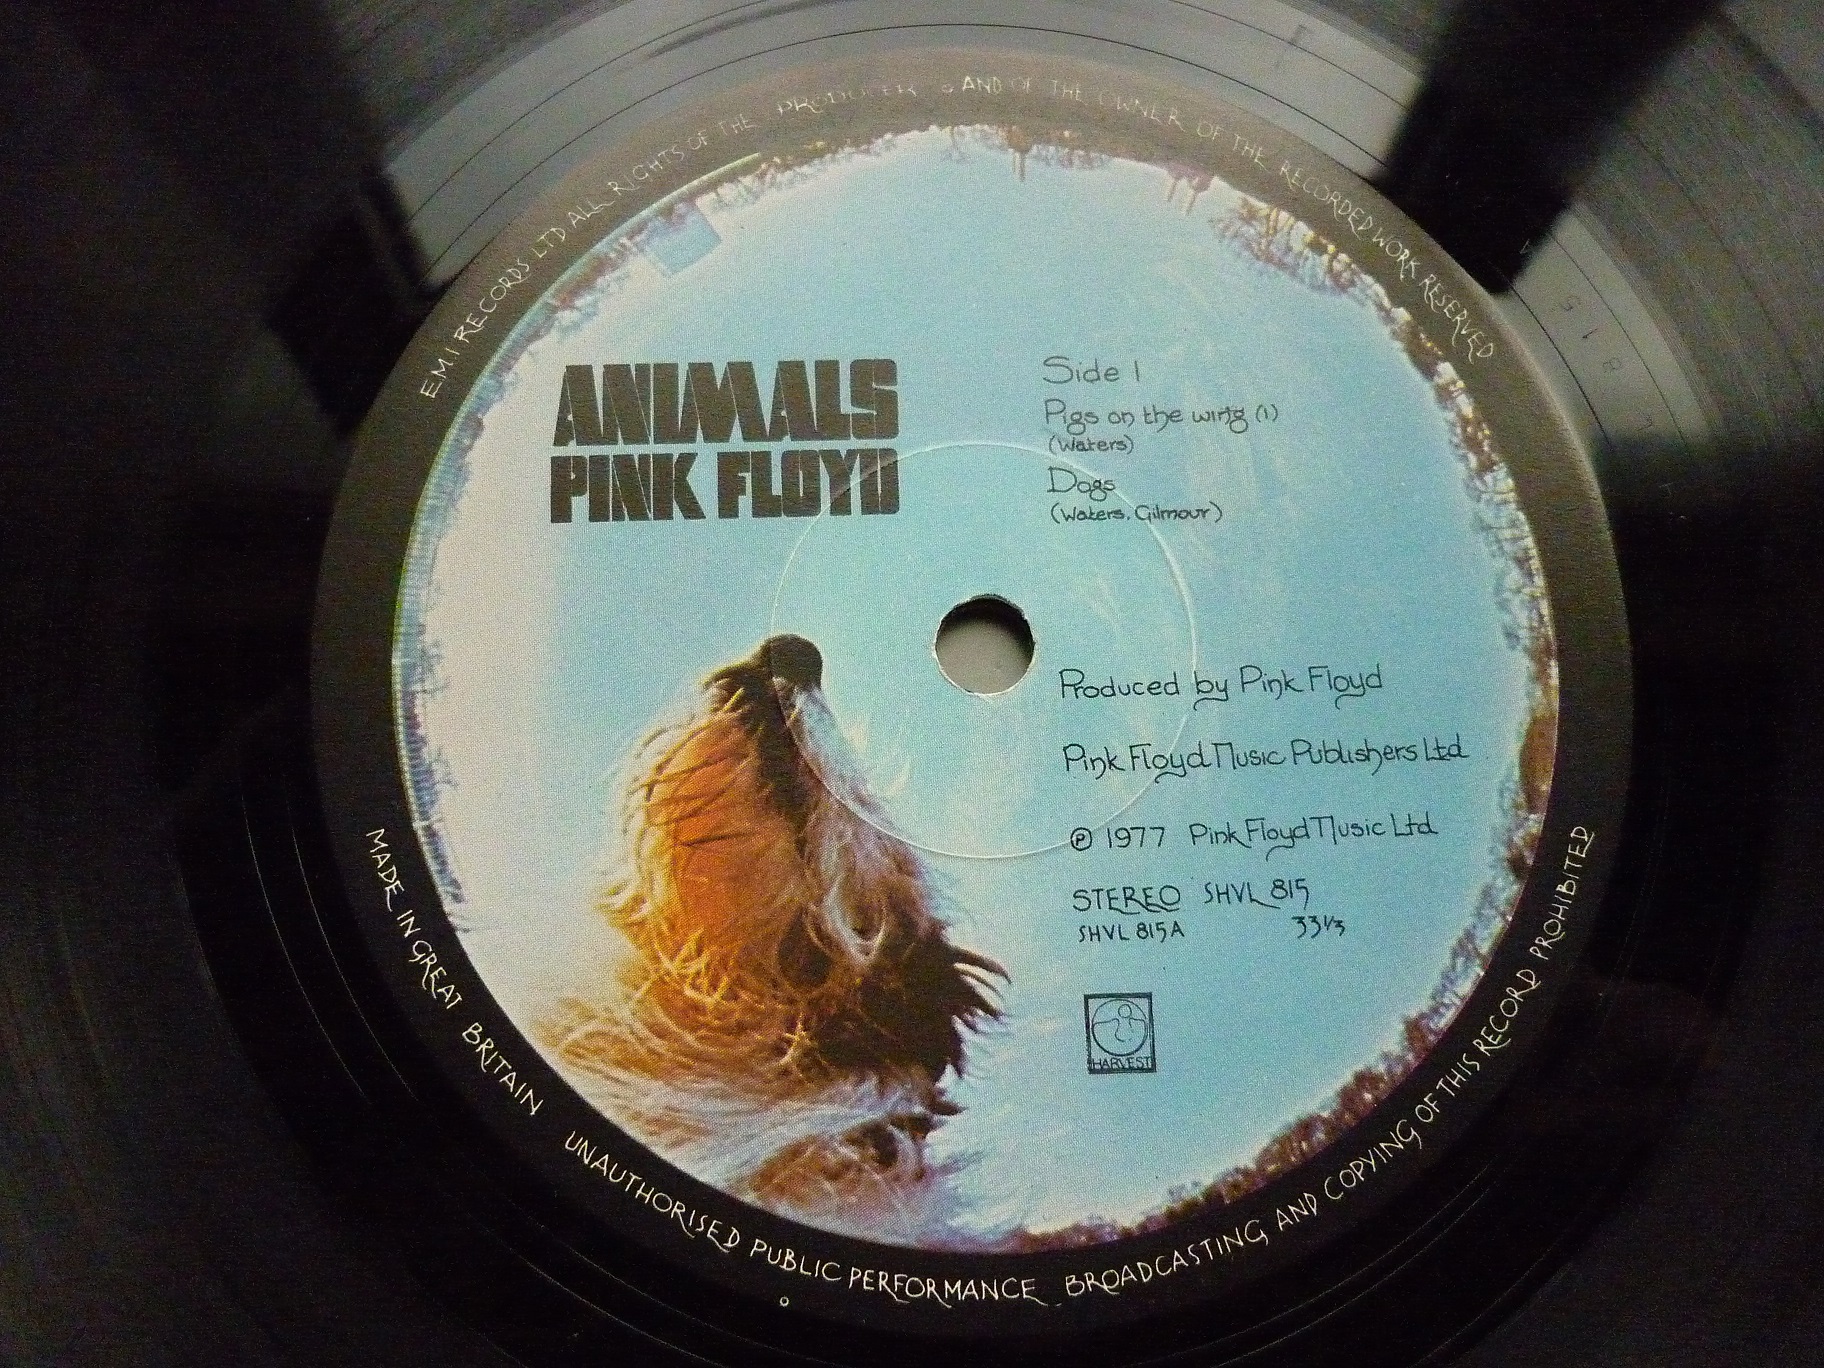 EMI RECORDS LTD ALL RIGHTS OF THE PRODUCER AND OF THE OWNER OF THE RECORDED WORK RESERVED
ANIMALS
PINK FLOYD
Side 1
Pigs on the wing (1)
(Waters)
Dogs
(Waters, Gilmour)
Produced by Pink Floyd
Pink Floyd Music Publishers Ltd
℗ 1977 Pink Floyd Music Ltd
STEREO SHVL 815
SHVL 815A 33⅓
HARVEST
MADE IN GREAT BRITAIN
UNAUTHORISED PUBLIC PERFORMANCE BROADCASTING AND COPYING OF THIS RECORD PROHIBITED